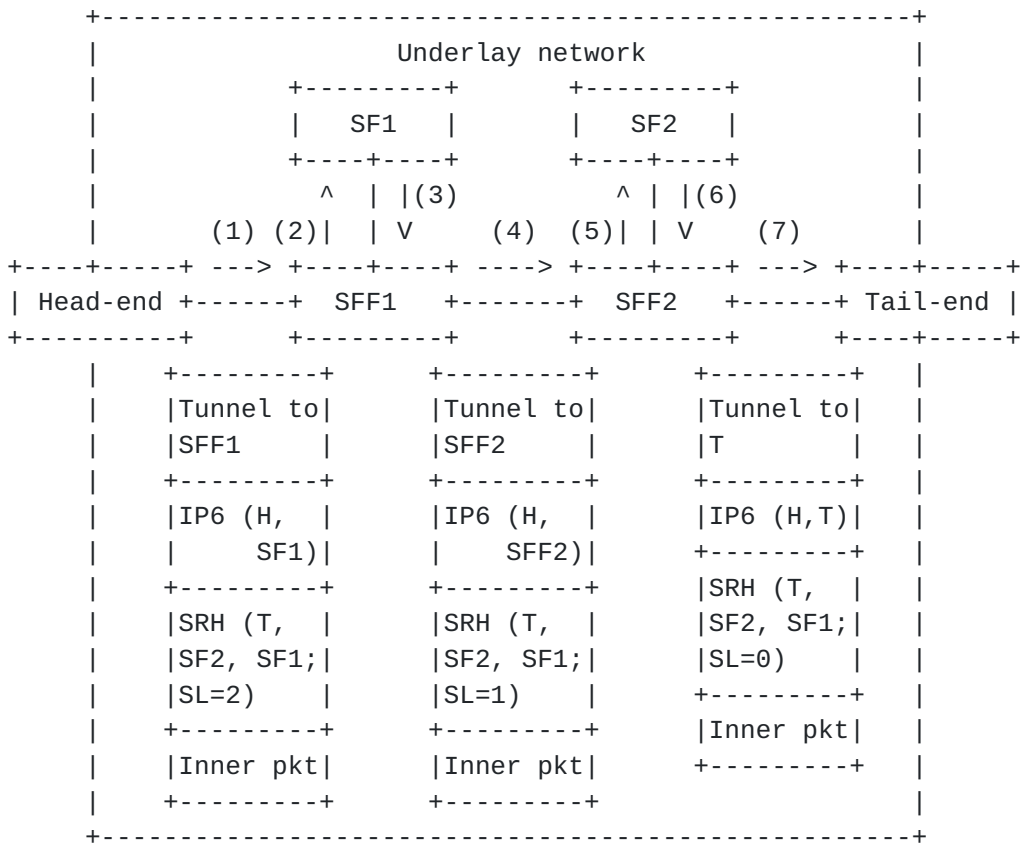 Underlay network
SF1 SF2
(3) (6)
(1) (2) V (4) (5) V (7)
Head-end SFF1 SFF2 Tail-end
Tunnel to Tunnel to Tunnel to
SFF1 SFF2 T
IP6 (H, IP6 (H, IP6 (H,T)
SF1) SFF2)
SRH (T,
SRH (T, SRH (T, SF2, SF1;
SF2, SF1; SF2, SF1; SL=0)
SL=2) SL=1)
Inner pkt
Inner pkt Inner pkt